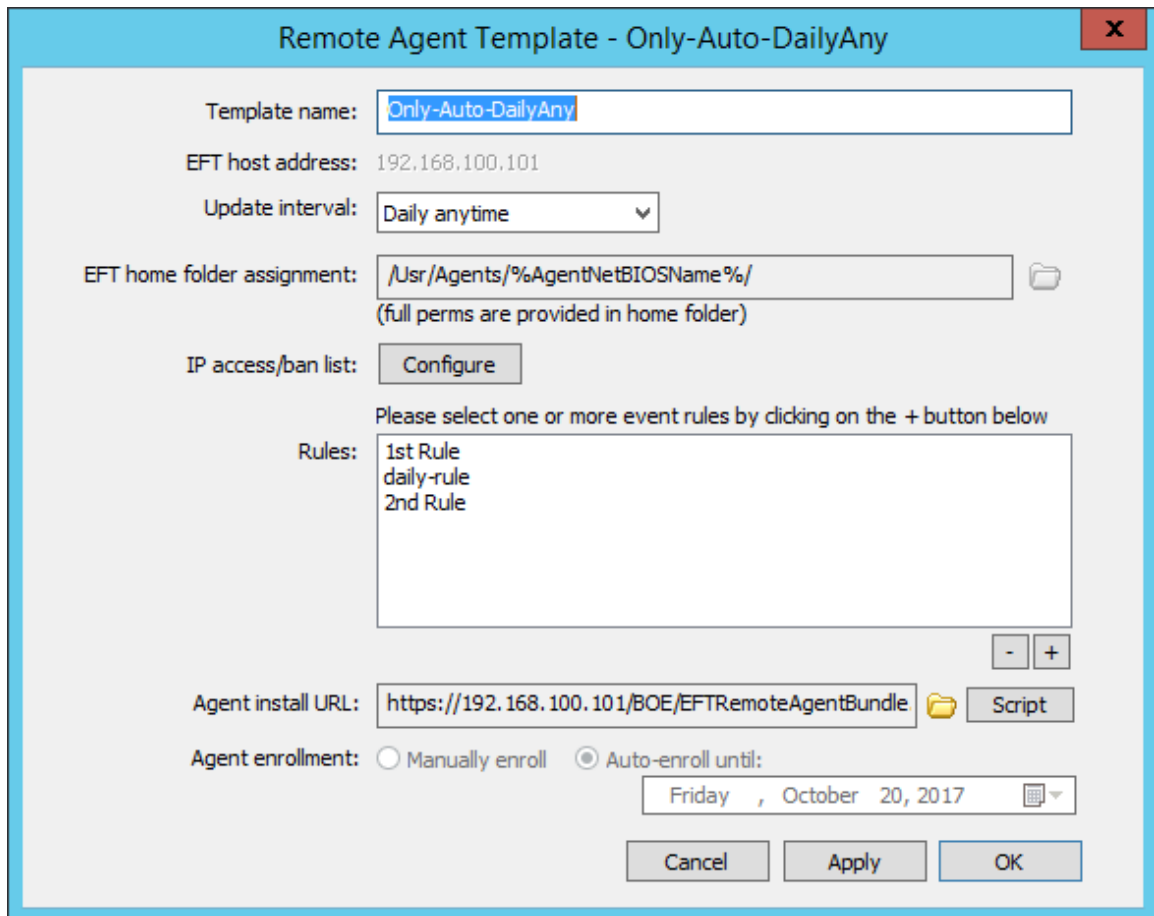 Remote Agent Template - Only-Auto-DailyAny
x
Template name: Only-Auto-DailyAny
EFT host address: 192.168.100.101
Update interval: Daily anytime
EFT home folder assignment: /Usr/Agents/%AgentNetBIOSName%/
(full perms are provided in home folder)
IP access/ban list: Configure
Please select one or more event rules by clicking on the + button below
Rules: 1st Rule
daily-rule
2nd Rule
- +
Agent install URL: https://192.168.100.101/BOE/EFTRemoteAgentBundle. Script
Agent enrollment: Manually enroll Auto-enroll until:
Friday , October 20, 2017
Cancel Apply OK